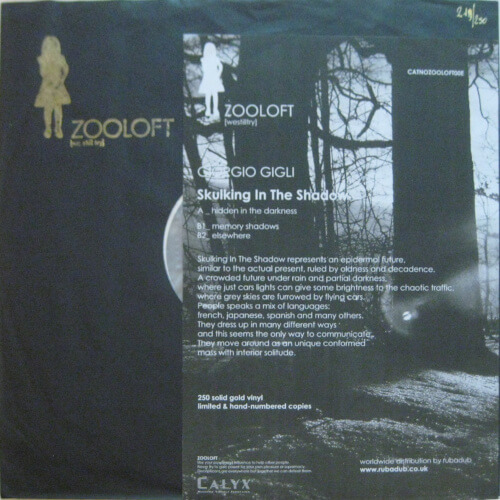 219/250
CATNOZOOLOFT002
ZOOLOFT
[we still try]
ZOOLOFT
[westilltry]
GIORGIO GIGLI
Skulking In The Shadow
A_ hidden in the darkness
B1_ memory shadows
B2_ elsewhere
Skulking In The Shadow represents an epidermal future,
similar to the actual present, ruled by oldness and decadence.
A crowded future under rain and partial darkness,
where just cars lights can give some brightness to the chaotic traffic,
where grey skies are furrowed by flying cars.
People speaks a mix of languages:
french, japanese, spanish and many others.
They dress up in many different ways
and this seems the only way to communicate.
They move around as an unique conformed
mass with interior solitude.
250 solid gold vinyl
limited & hand-numbered copies
ZOOLOFT
CALYX
worldwide distribution by rubadub
www.rubadub.co.uk